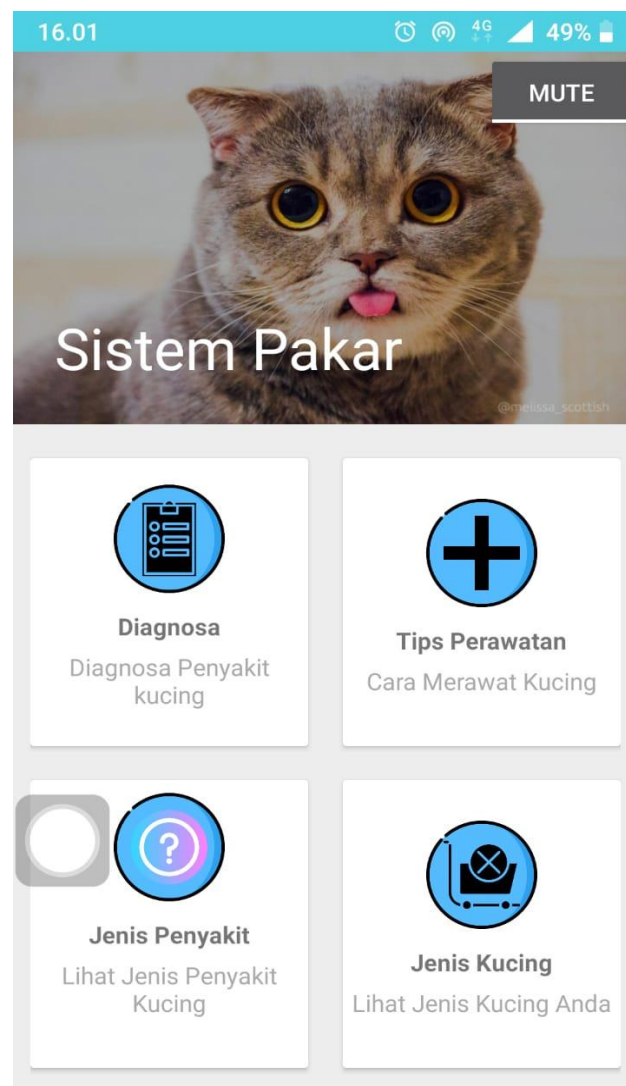 16.01
4G
49%
MUTE
Sistem Pakar
@melissa_scottish
Diagnosa
Diagnosa Penyakit
kucing
Tips Perawatan
Cara Merawat Kucing
Jenis Penyakit
Lihat Jenis Penyakit
Kucing
Jenis Kucing
Lihat Jenis Kucing Anda